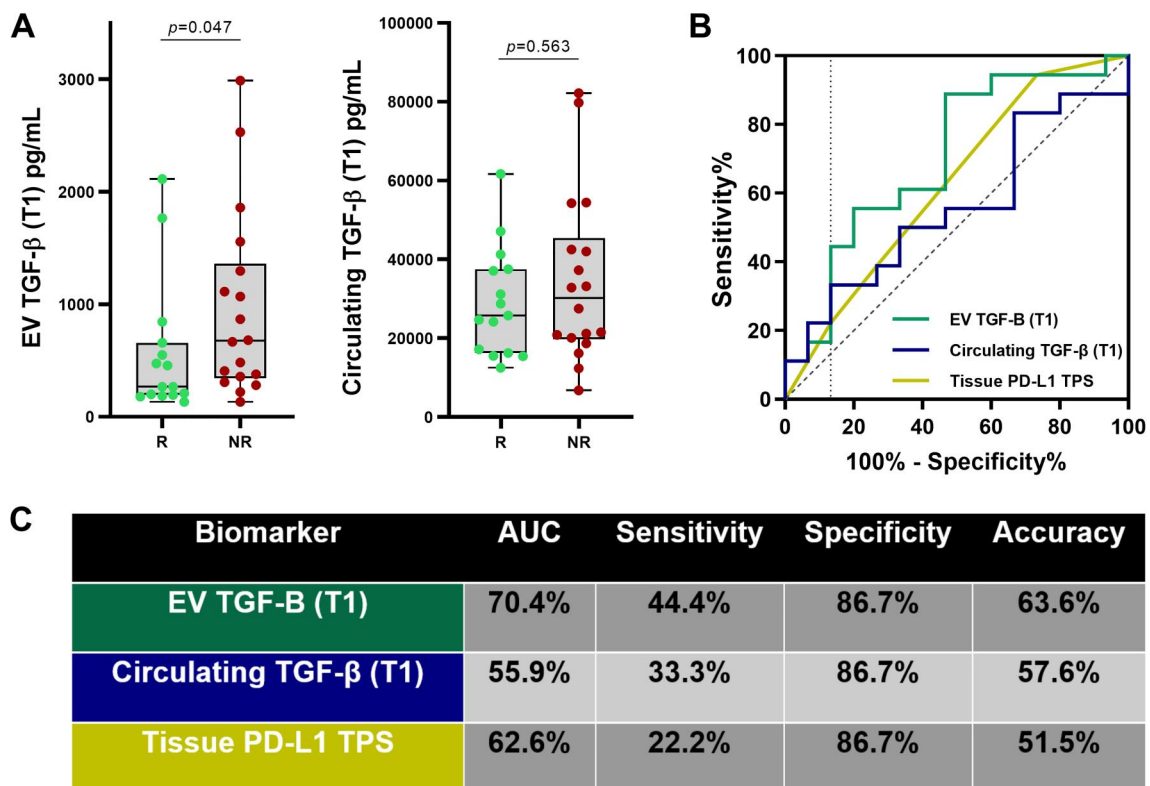 A
EV TGF-β (T1) pg/mL
3000
2000
1000
0
p=0.047
R
NR
Circulating TGF-β (T1) pg/mL
100000
80000
60000
40000
20000
0
p=0.563
R
NR
B
Sensitivity%
100
80
60
40
20
0
EV TGF-B (T1)
Circulating TGF-β (T1)
Tissue PD-L1 TPS
0 20 40 60 80 100
100% - Specificity%
C
Biomarker AUC Sensitivity Specificity Accuracy
EV TGF-B (T1) 70.4% 44.4% 86.7% 63.6%
Circulating TGF-β (T1) 55.9% 33.3% 86.7% 57.6%
Tissue PD-L1 TPS 62.6% 22.2% 86.7% 51.5%